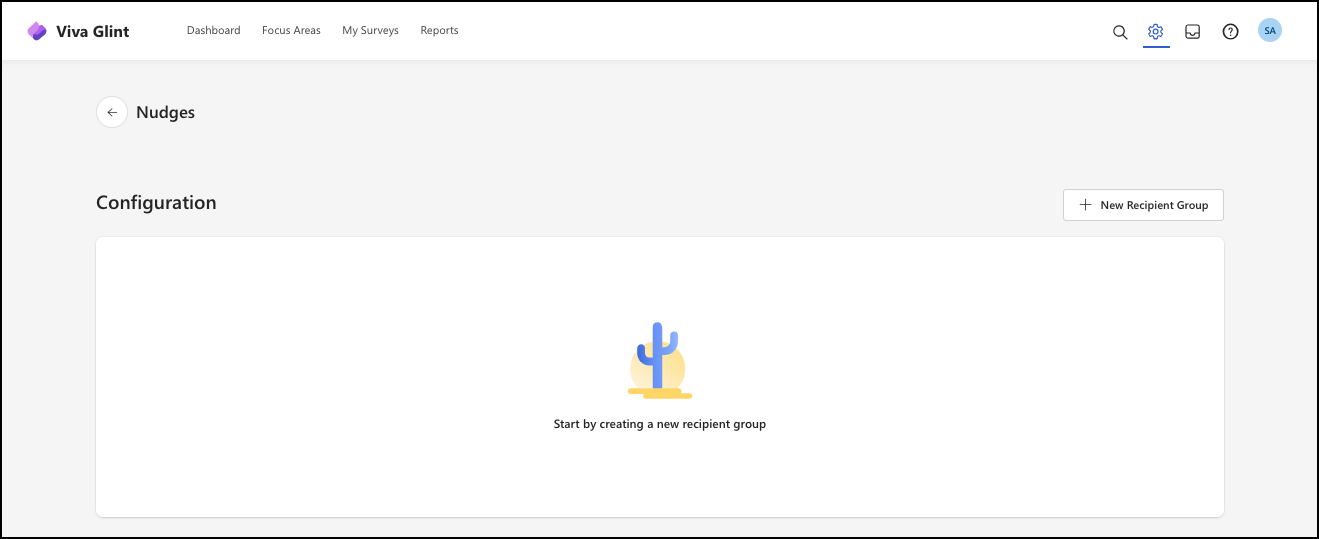 Viva Glint
Dashboard Focus Areas My Surveys Reports
SA
Nudges
Configuration
New Recipient Group
Start by creating a new recipient group